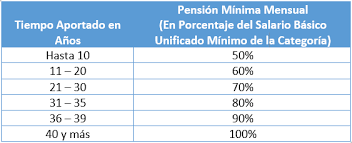 Tiempo Aportado en Años
Pensión Mínima Mensual
(En Porcentaje del Salario Básico
Unificado Mínimo de la Categoría)
Hasta 10 50%
11 – 20 60%
21 – 30 70%
31 – 35 80%
36 – 39 90%
40 y más 100%